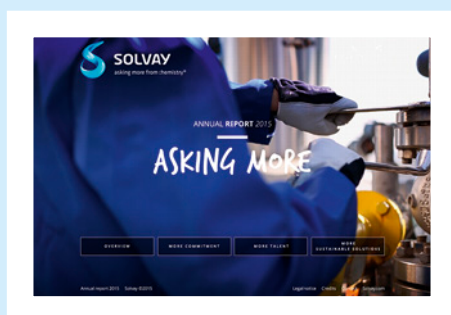 SOLVAY
asking more from chemistry®
ANNUAL REPORT 2015
ASKING MORE
OVERVIEW
MORE COMMITMENT
MORE TALENT
MORE
SUSTAINABLE SOLUTIONS
Annual report 2015 Solvay ©2015
Legal notice Credits Solvay.com